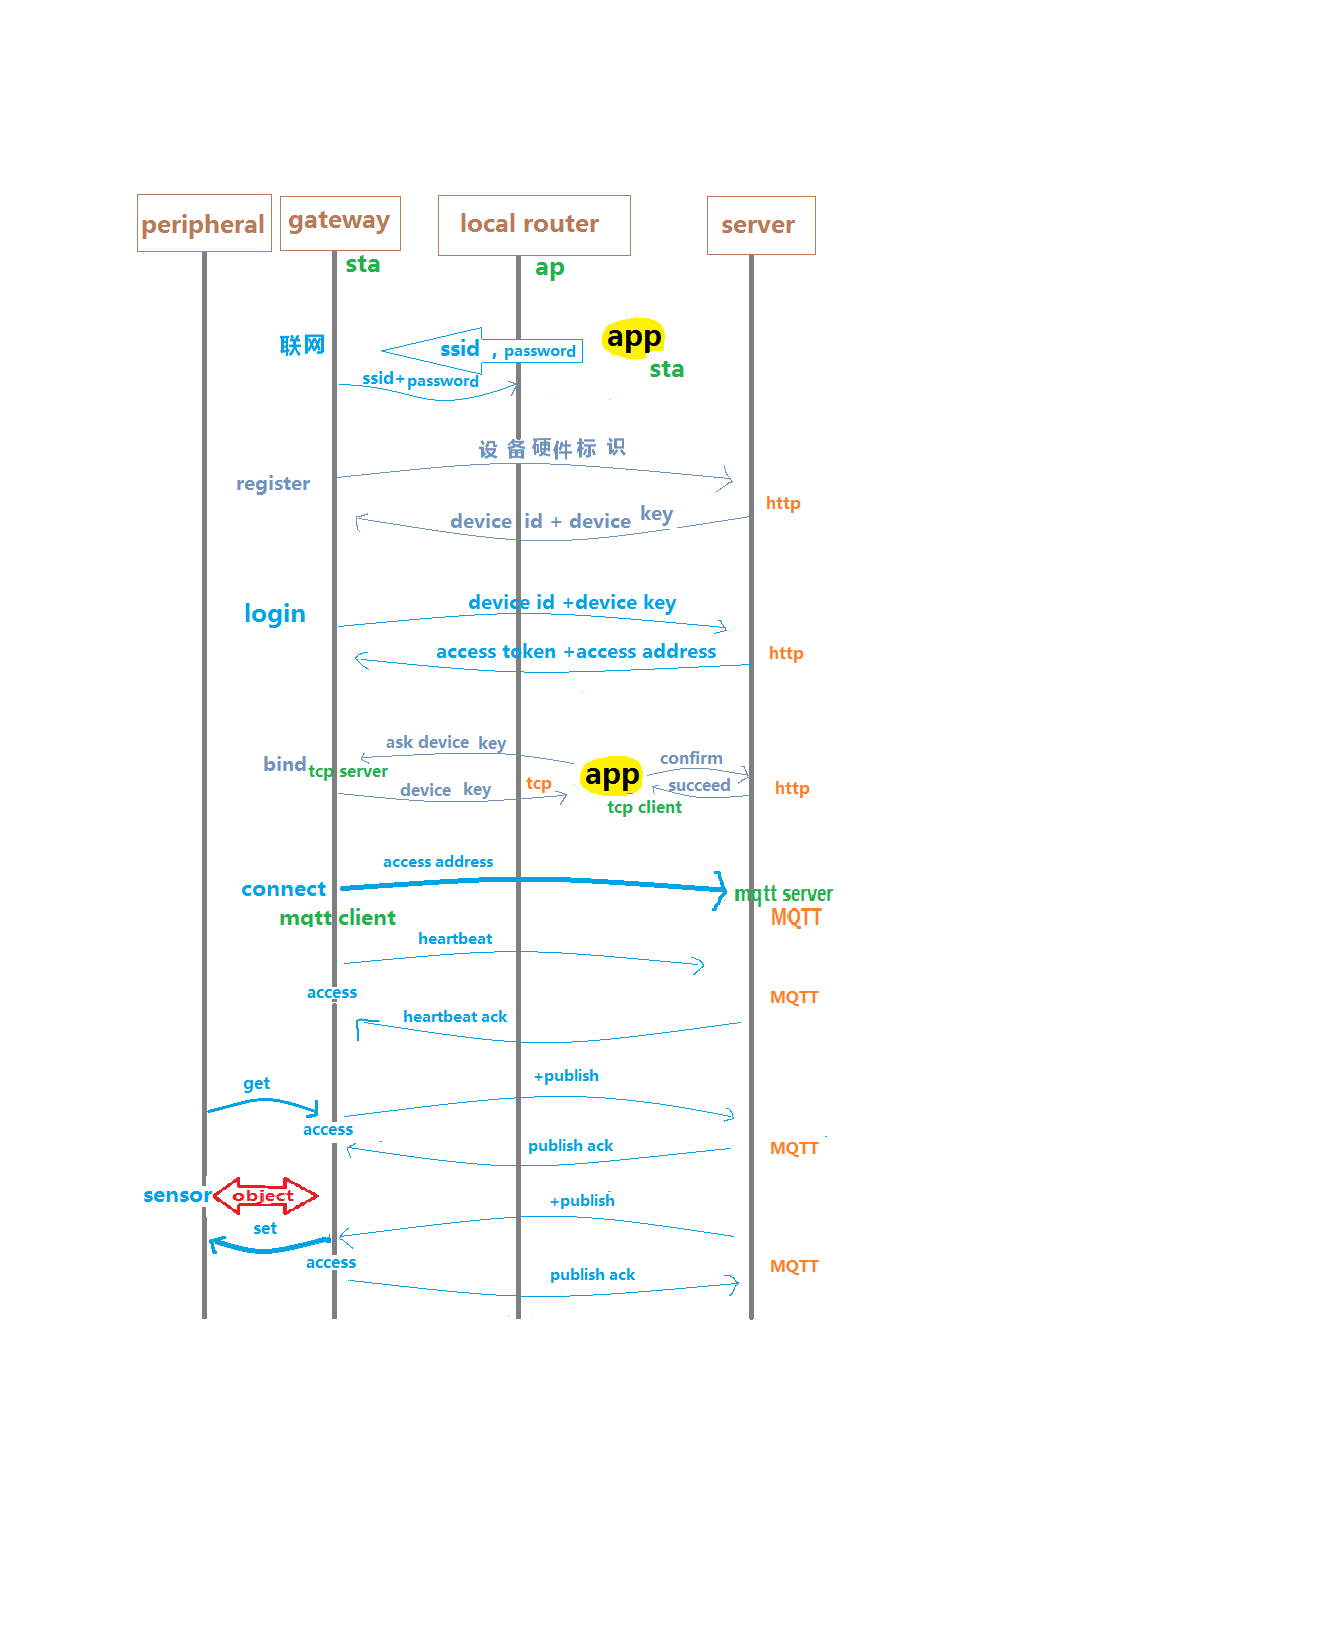 peripheral
gateway
local router
server
sta
ap
联网
ssid ，password
app
sta
ssid+password
设备硬件标识
register
http
device id + device key
login
device id +device key
access token +access address
http
bind
tcp server
ask device key
device key
tcp
app
tcp client
confirm
succeed
http
access address
connect
mqtt server
mqtt client
MQTT
heartbeat
access
MQTT
heartbeat ack
get
+publish
access
publish ack
MQTT
sensor
object
+publish
set
access
MQTT
publish ack